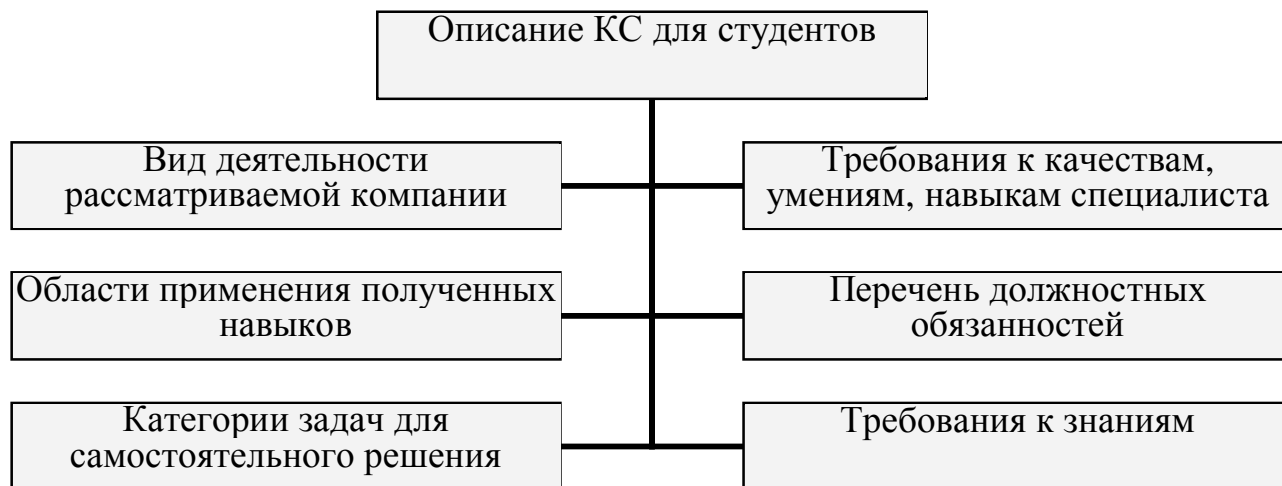 Описание КС для студентов
Вид деятельности
рассматриваемой компании
Требования к качествам,
умениям, навыкам специалиста
Области применения полученных
навыков
Перечень должностных
обязанностей
Категории задач для
самостоятельного решения
Требования к знаниям